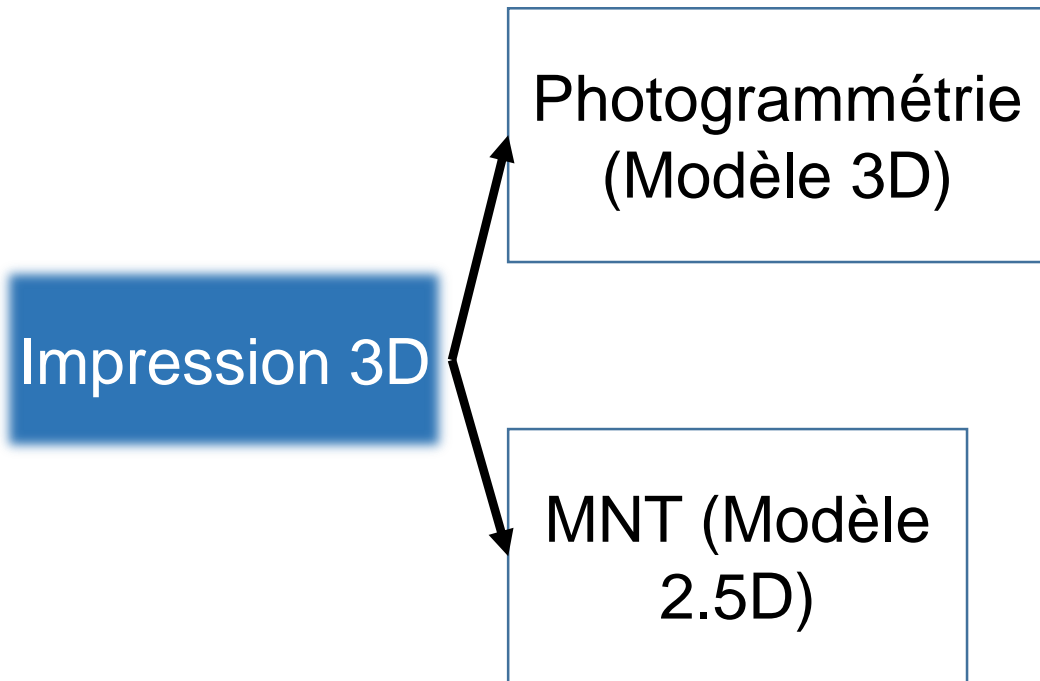 Photogrammétrie
(Modèle 3D)
Impression 3D
MNT (Modèle
2.5D)